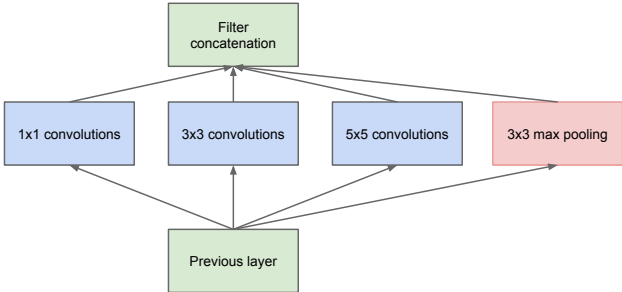 Filter
concatenation
1x1 convolutions
3x3 convolutions
5x5 convolutions
3x3 max pooling
Previous layer